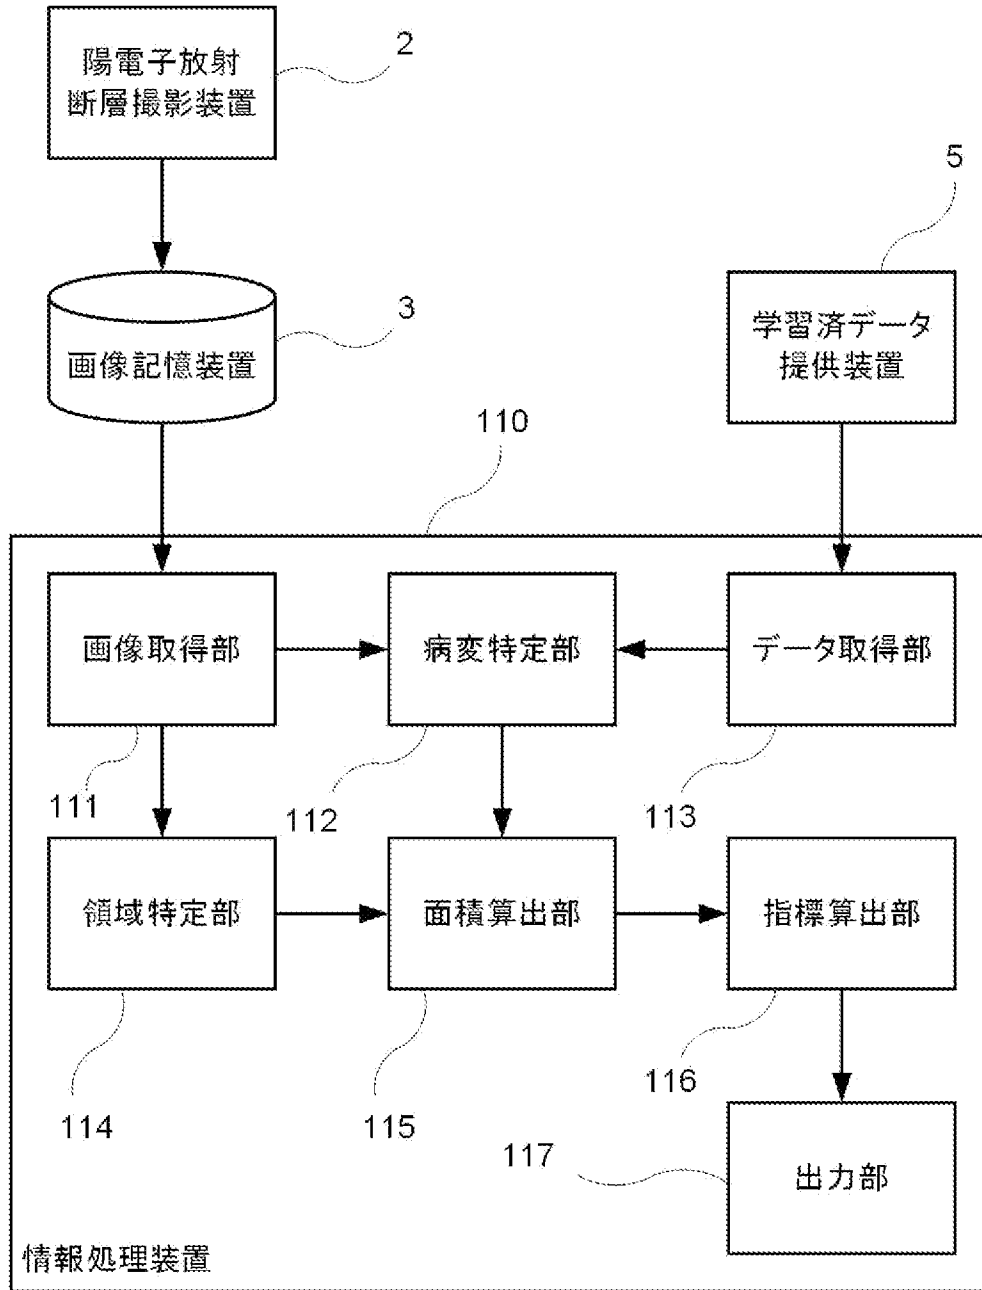 陽電子放射
断層撮影装置
2
5
画像記憶装置
3
学習済データ
提供装置
110
画像取得部
病変特定部
データ取得部
111
112
113
領域特定部
面積算出部
指標算出部
114
115
116
117
出力部
情報処理装置